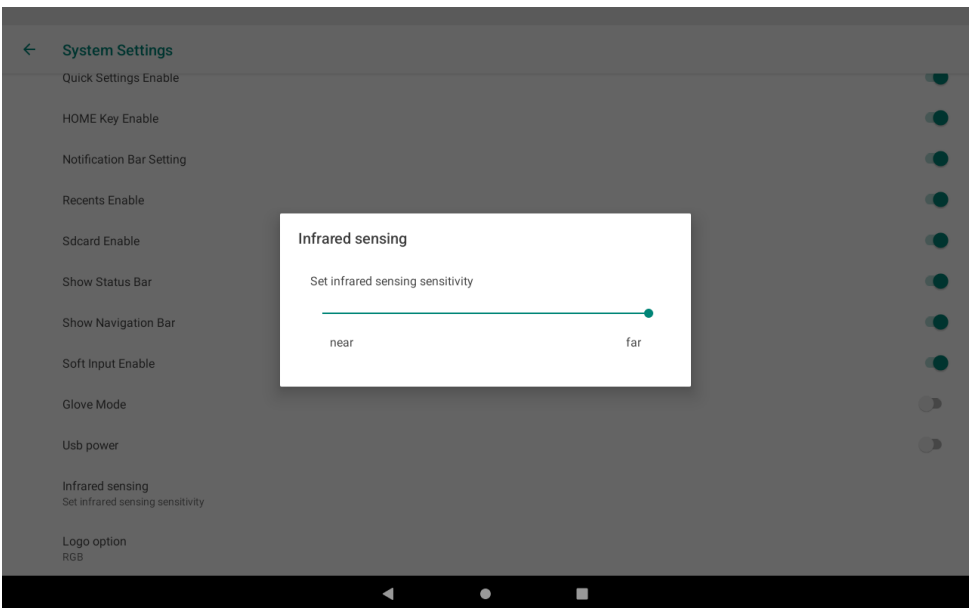 System Settings
Quick Settings Enable
HOME Key Enable
Notification Bar Setting
Recents Enable
Sdcard Enable
Show Status Bar
Show Navigation Bar
Soft Input Enable
Glove Mode
Usb power
Infrared sensing
Set infrared sensing sensitivity
Logo option
RGB
Infrared sensing
Set infrared sensing sensitivity
near far